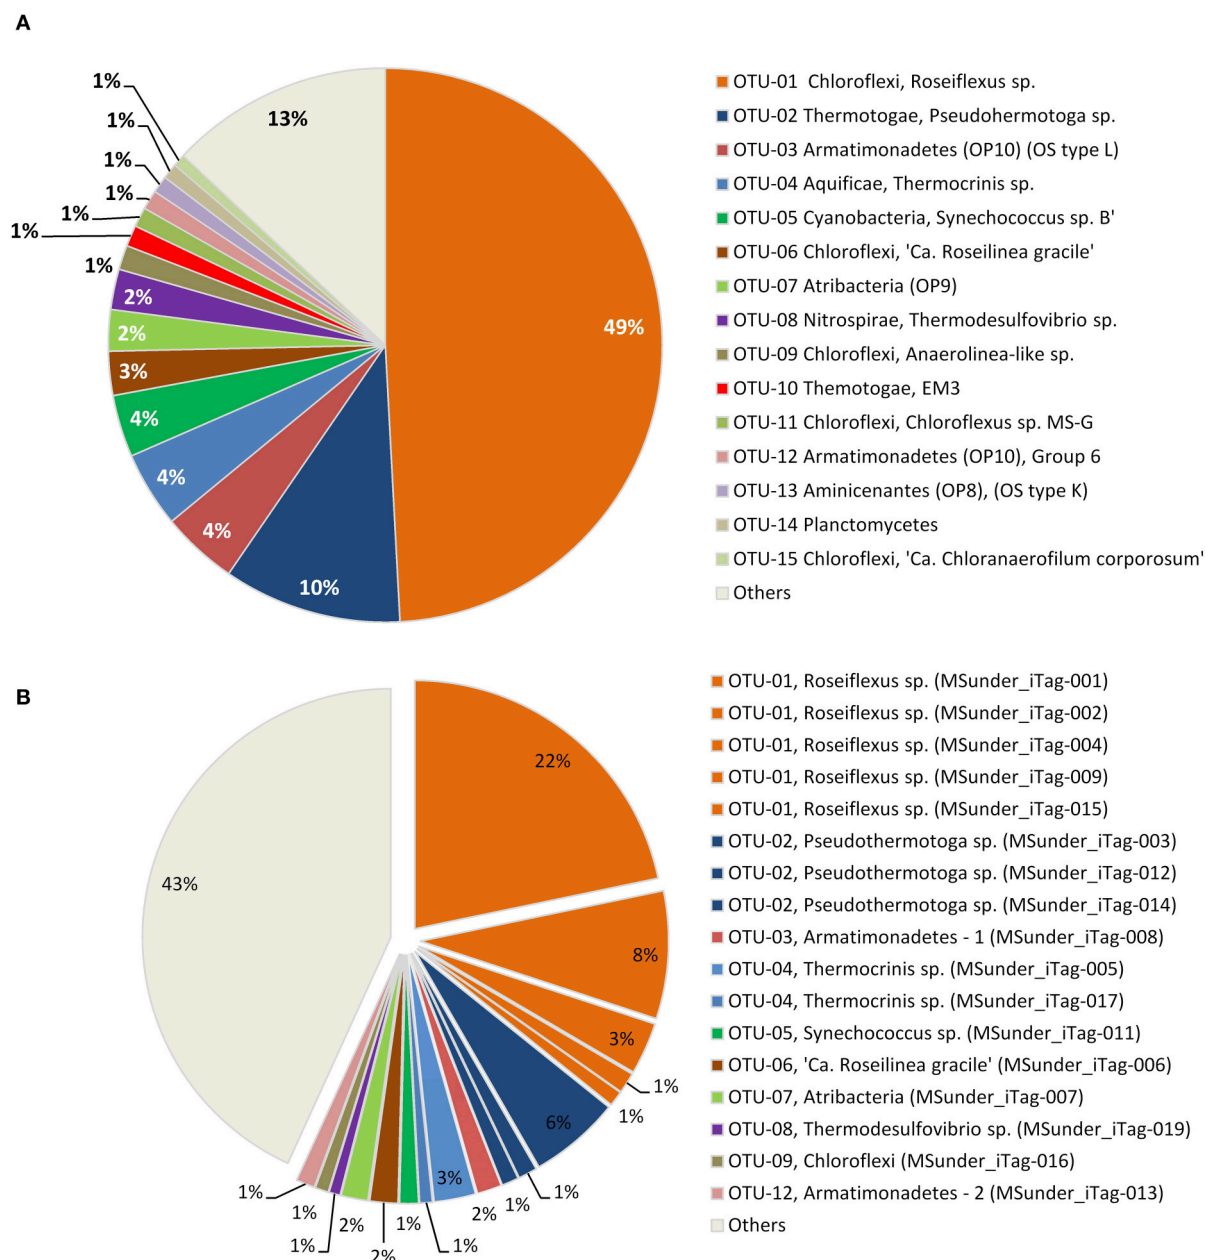 A
1%
1%
1%
1%
1%
1%
1%
2%
2%
3%
4%
4%
4%
10%
49%
13%
OTU-01  Chloroflexi, Roseiflexus sp.
OTU-02 Thermotogae, Pseudohermotoga sp.
OTU-03 Armatimonadetes (OP10) (OS type L)
OTU-04 Aquificae, Thermocrinis sp.
OTU-05 Cyanobacteria, Synechococcus sp. B'
OTU-06 Chloroflexi, 'Ca. Roseilinea gracile'
OTU-07 Atribacteria (OP9)
OTU-08 Nitrospirae, Thermodesulfovibrio sp.
OTU-09 Chloroflexi, Anaerolinea-like sp.
OTU-10 Themotogae, EM3
OTU-11 Chloroflexi, Chloroflexus sp. MS-G
OTU-12 Armatimonadetes (OP10), Group 6
OTU-13 Aminicenantes (OP8), (OS type K)
OTU-14 Planctomycetes
OTU-15 Chloroflexi, 'Ca. Chloranaerofilum corporosum'
Others
B
22%
8%
3%
1%
1%
6%
1%
1%
2%
3%
1%
1%
2%
2%
1%
1%
1%
43%
OTU-01, Roseiflexus sp. (MSunder_iTag-001)
OTU-01, Roseiflexus sp. (MSunder_iTag-002)
OTU-01, Roseiflexus sp. (MSunder_iTag-004)
OTU-01, Roseiflexus sp. (MSunder_iTag-009)
OTU-01, Roseiflexus sp. (MSunder_iTag-015)
OTU-02, Pseudothermotoga sp. (MSunder_iTag-003)
OTU-02, Pseudothermotoga sp. (MSunder_iTag-012)
OTU-02, Pseudothermotoga sp. (MSunder_iTag-014)
OTU-03, Armatimonadetes - 1 (MSunder_iTag-008)
OTU-04, Thermocrinis sp. (MSunder_iTag-005)
OTU-04, Thermocrinis sp. (MSunder_iTag-017)
OTU-05, Synechococcus sp. (MSunder_iTag-011)
OTU-06, 'Ca. Roseilinea gracile' (MSunder_iTag-006)
OTU-07, Atribacteria (MSunder_iTag-007)
OTU-08, Thermodesulfovibrio sp. (MSunder_iTag-019)
OTU-09, Chloroflexi (MSunder_iTag-016)
OTU-12, Armatimonadetes - 2 (MSunder_iTag-013)
Others